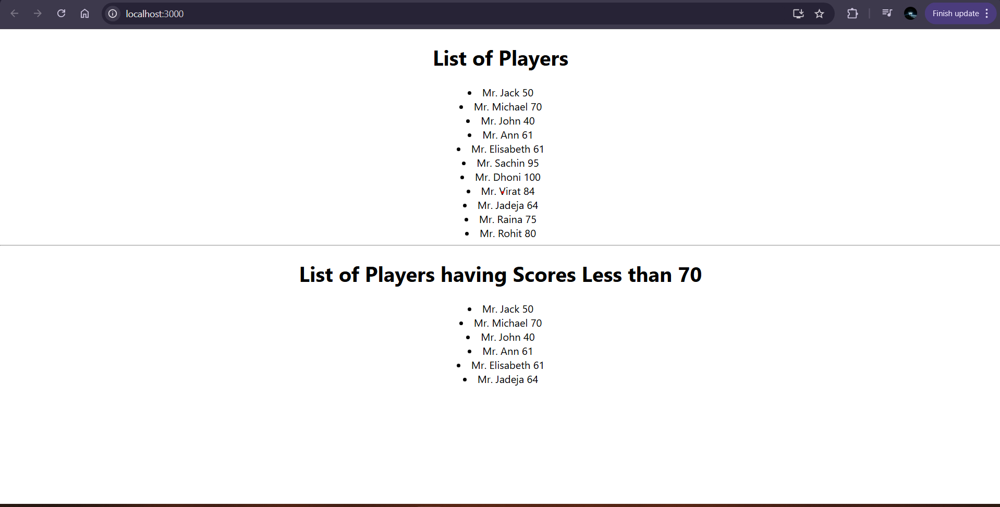 localhost:3000
Finish update
List of Players
• Mr. Jack 50
• Mr. Michael 70
• Mr. John 40
• Mr. Ann 61
• Mr. Elisabeth 61
• Mr. Sachin 95
• Mr. Dhoni 100
• Mr. Virat 84
• Mr. Jadeja 64
• Mr. Raina 75
• Mr. Rohit 80
List of Players having Scores Less than 70
• Mr. Jack 50
• Mr. Michael 70
• Mr. John 40
• Mr. Ann 61
• Mr. Elisabeth 61
• Mr. Jadeja 64